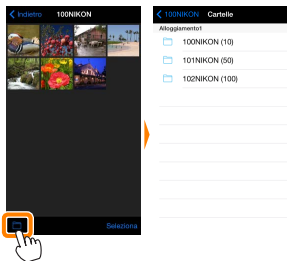 Indietro 100NIKON
Seleziona
100NIKON Cartelle
Alloggiamento1
100NIKON (10)
101NIKON (50)
102NIKON (100)